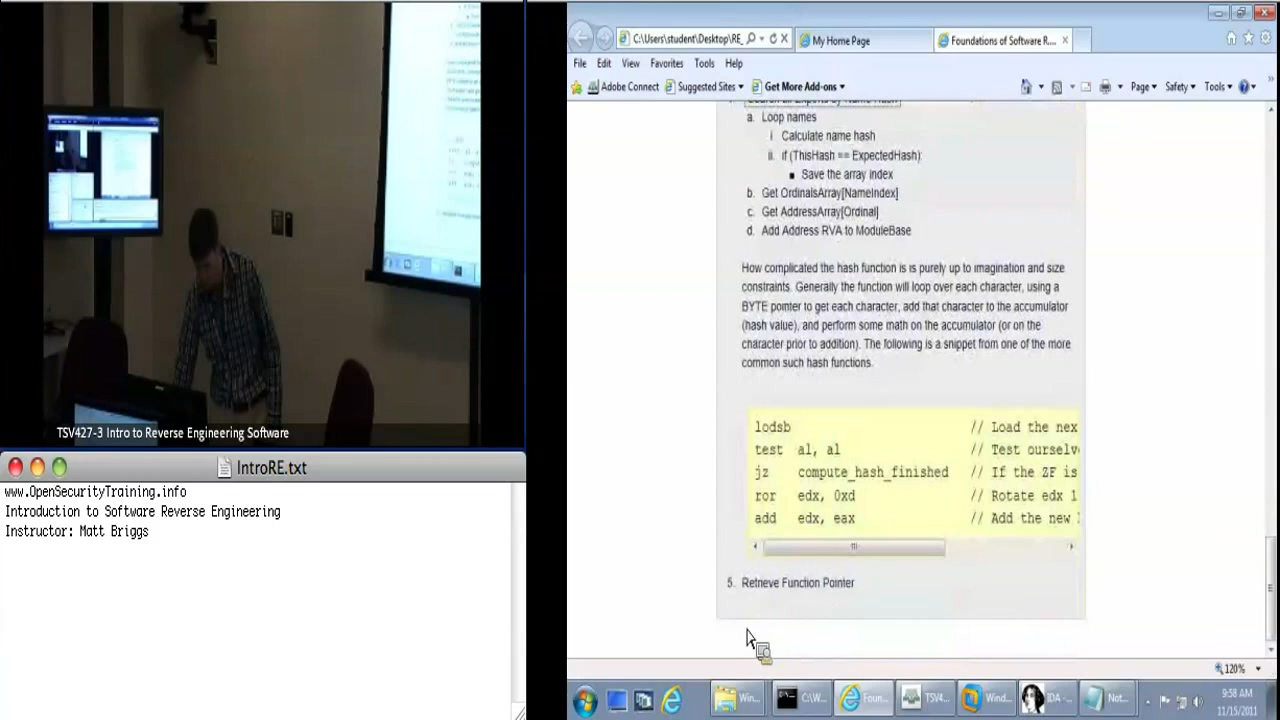 TSV427-3 Intro to Reverse Engineering Software
IntroRE.txt
www.OpenSecurityTraining.info
Introduction to Software Reverse Engineering
Instructor: Matt Briggs
C:\Users\student\Desktop\RE_
My Home Page
Foundations of Software R...
File Edit View Favorites Tools Help
Adobe Connect Suggested Sites Get More Add-ons
Page Safety Tools
a. Loop names
i. Calculate name hash
ii. if (ThisHash == ExpectedHash):
▪ Save the array index
b. Get OrdinalsArray[NameIndex]
c. Get AddressArray[Ordinal]
d. Add Address RVA to ModuleBase
How complicated the hash function is is purely up to imagination and size
constraints. Generally the function will loop over each character, using a
BYTE pointer to get each character, add that character to the accumulator
(hash value), and perform some math on the accumulator (or on the
character prior to addition). The following is a snippet from one of the more
common such hash functions.
lodsb // Load the nex
test al, al // Test ourselv
jz compute_hash_finished // If the ZF is
ror edx, 0xd // Rotate edx 1
add edx, eax // Add the new
5. Retrieve Function Pointer
120%
Win... C:\W... Foun... TSV4... Wind... IDA -... Not...
9:58 AM
11/15/2011